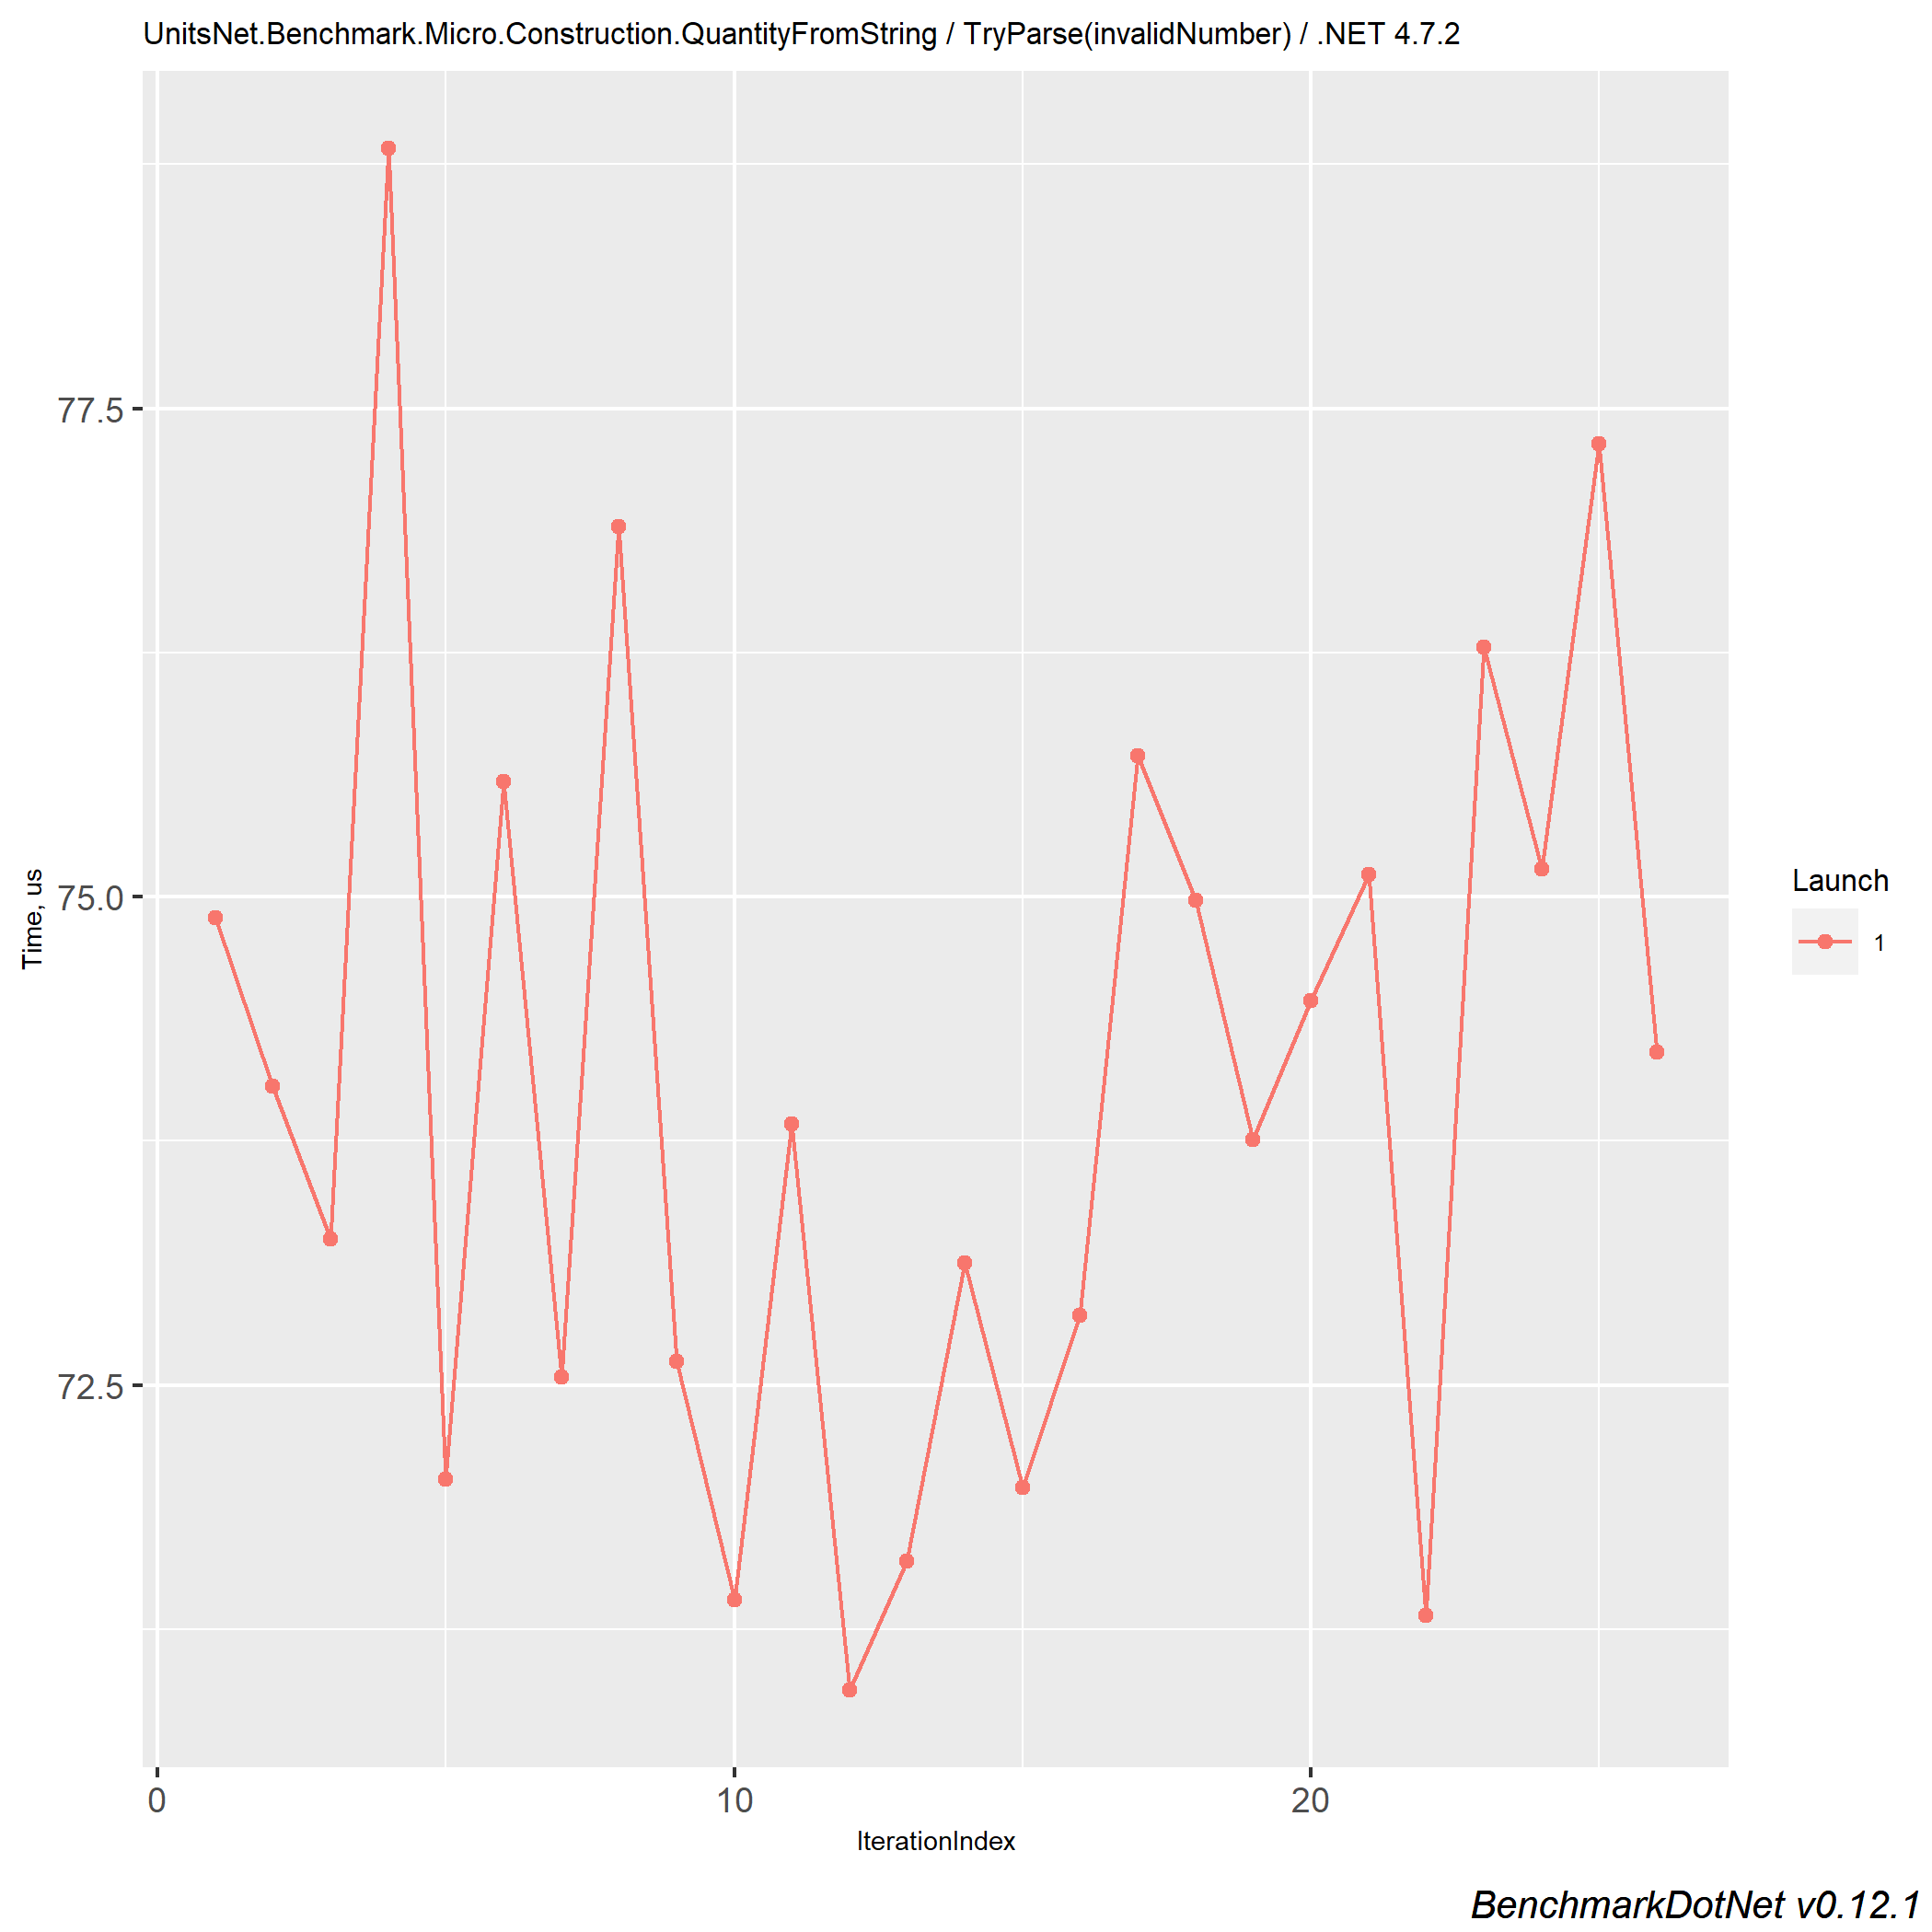 UnitsNet.Benchmark.Micro.Construction.QuantityFromString / TryParse(invalidNumber) / .NET 4.7.2
77.5
75.0
72.5
Time, us
0
10
20
IterationIndex
Launch
1
BenchmarkDotNet v0.12.1